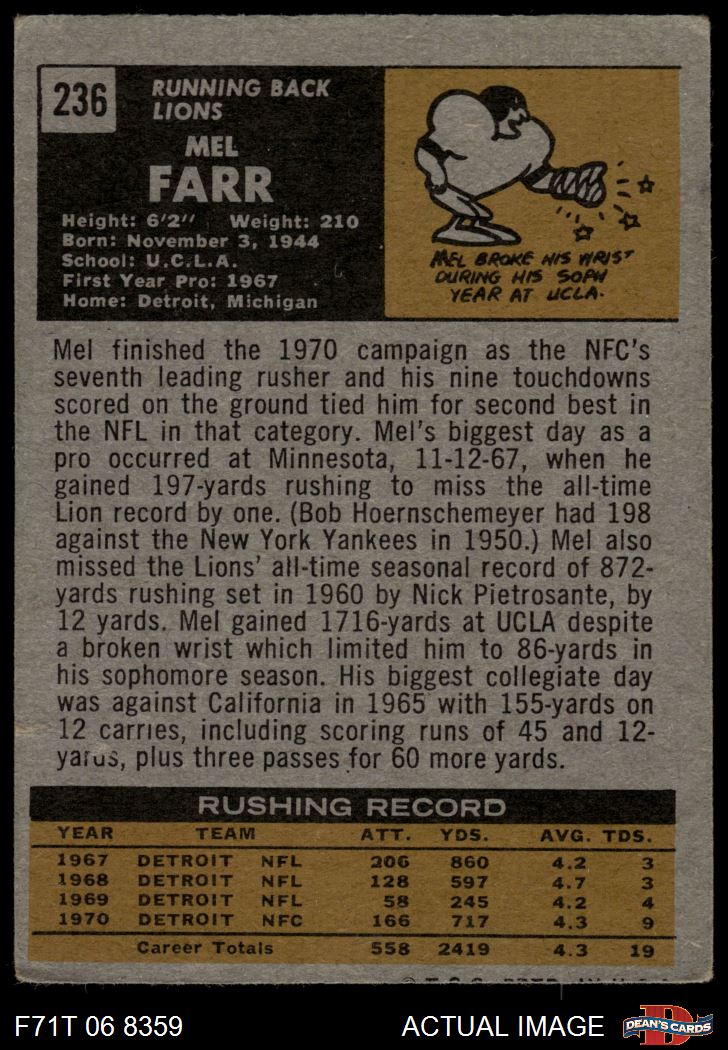 236
RUNNING BACK
LIONS
MEL
FARR
Height: 6'2" Weight: 210
Born: November 3, 1944
School: U.C.L.A.
First Year Pro: 1967
Home: Detroit, Michigan
MEL BROKE HIS WRIST
DURING HIS SOPH
YEAR AT UCLA.
Mel finished the 1970 campaign as the NFC's
seventh leading rusher and his nine touchdowns
scored on the ground tied him for second best in
the NFL in that category. Mel's biggest day as a
pro occurred at Minnesota, 11-12-67, when he
gained 197-yards rushing to miss the all-time
Lion record by one. (Bob Hoernschemeyer had 198
against the New York Yankees in 1950.) Mel also
missed the Lions' all-time seasonal record of 872-
yards rushing set in 1960 by Nick Pietrosante, by
12 yards. Mel gained 1716-yards at UCLA despite
a broken wrist which limited him to 86-yards in
his sophomore season. His biggest collegiate day
was against California in 1965 with 155-yards on
12 carries, including scoring runs of 45 and 12-
yards, plus three passes for 60 more yards.
RUSHING RECORD
YEAR TEAM ATT. YDS. AVG. TDS.
1967 DETROIT NFL 206 860 4.2 3
1968 DETROIT NFL 128 597 4.7 3
1969 DETROIT NFL 58 245 4.2 4
1970 DETROIT NFC 166 717 4.3 9
Career Totals 558 2419 4.3 19
F71T 06 8359 ACTUAL IMAGE
DEAN'S CARDS